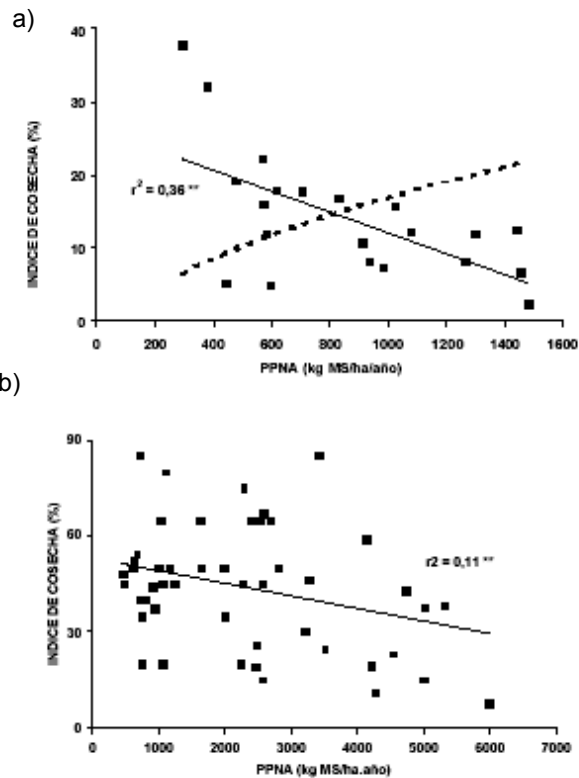 a)
40
30
20
10
0
INDICE DE COSECHA (%)
r² = 0,36 **
0 200 400 600 800 1000 1200 1400 1600
PPNA (kg MS/ha/año)
b)
90
60
30
0
INDICE DE COSECHA (%)
r2 = 0,11 **
0 1000 2000 3000 4000 5000 6000 7000
PPNA (kg MS/ha.año)